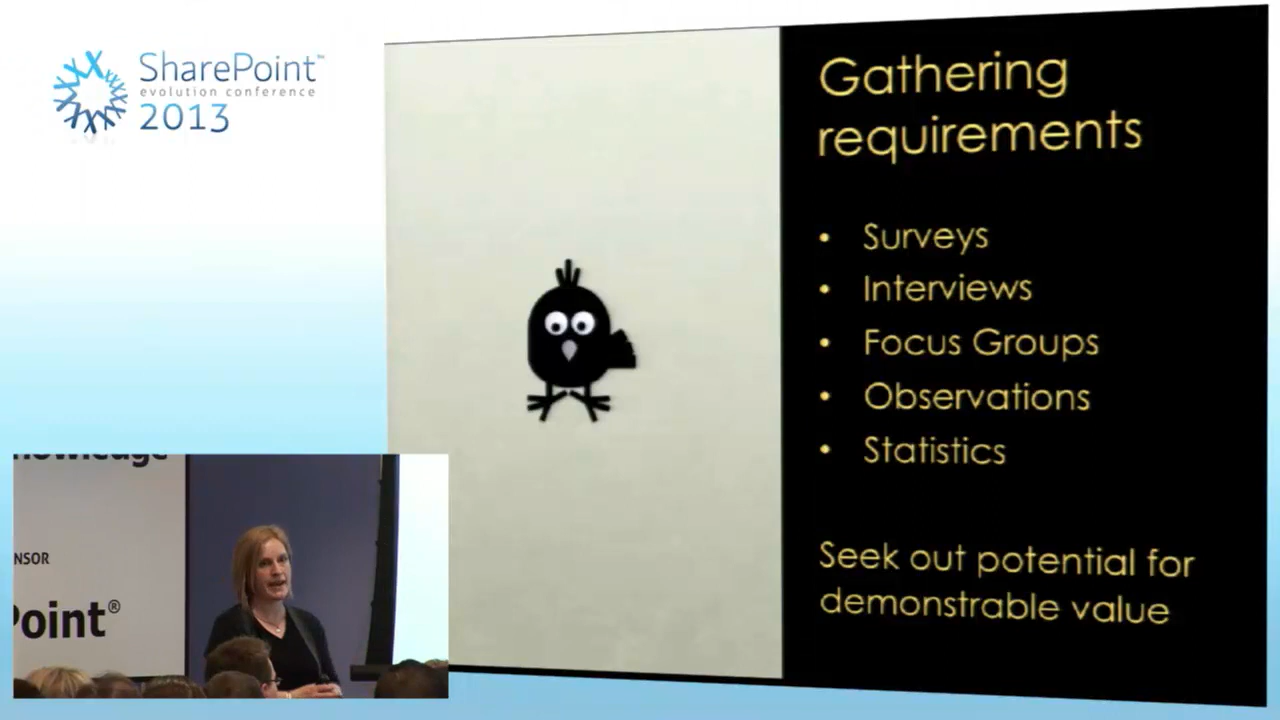 SharePoint™
evolution conference
2013
Gathering
requirements
• Surveys
• Interviews
• Focus Groups
• Observations
• Statistics
Seek out potential for
demonstrable value
NSOR
Point®